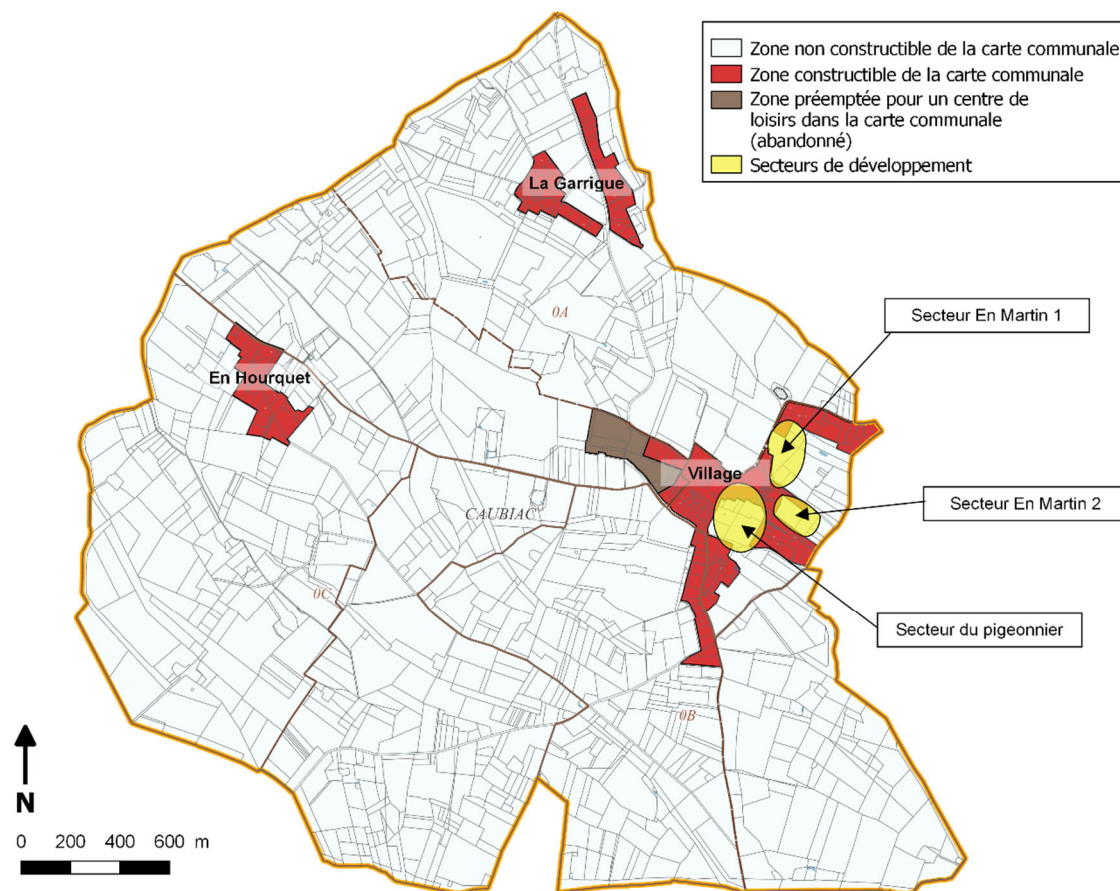 Zone non constructible de la carte communale
Zone constructible de la carte communale
Zone préemptée pour un centre de
loisirs dans la carte communale
(abandonné)
Secteurs de développement
La Garrigue
0A
Secteur En Martin 1
En Hourquet
Village
Secteur En Martin 2
CAUBIAC
0C
Secteur du pigeonnier
0B
N
0 200 400 600 m